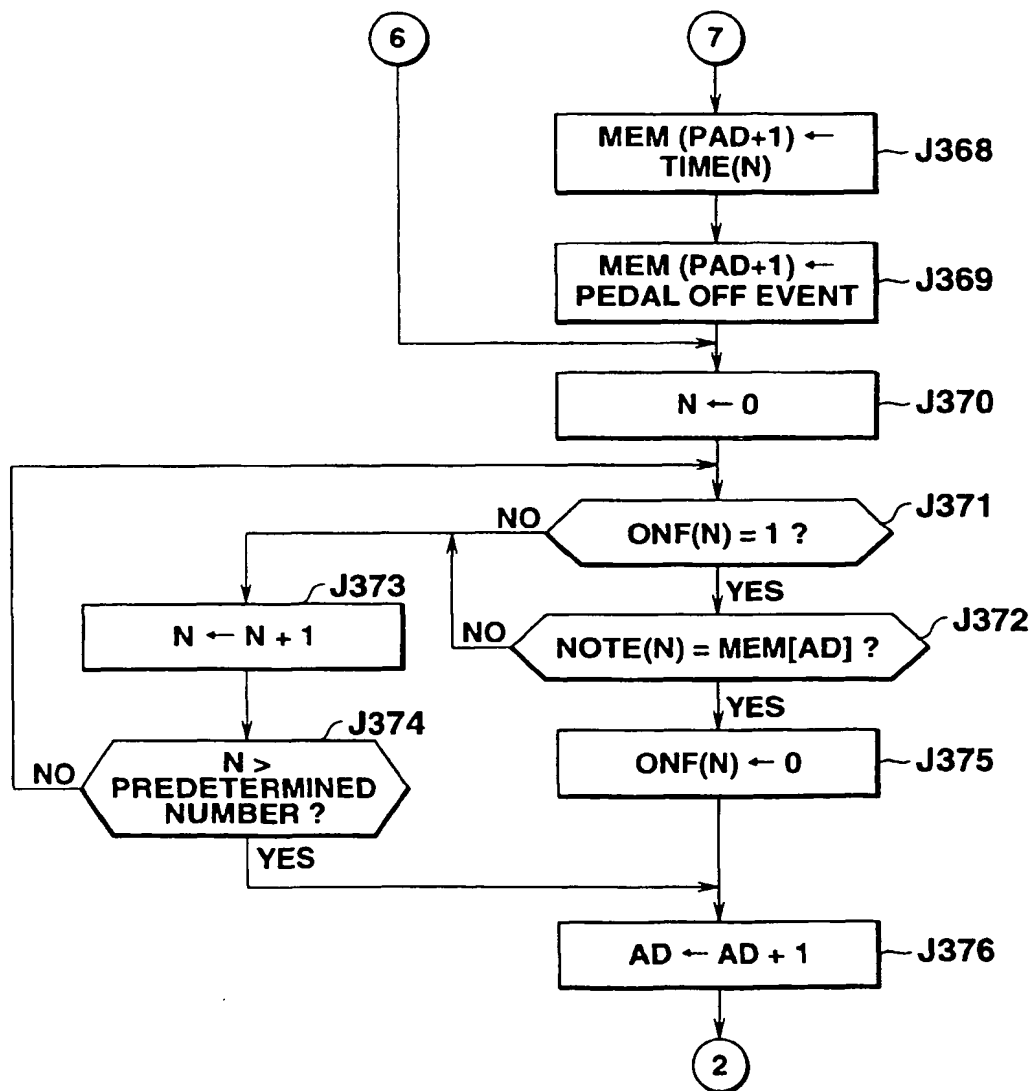 6
7
MEM (PAD+1) ←
TIME(N)
J368
MEM (PAD+1) ←
PEDAL OFF EVENT
J369
N ← 0
J370
ONF(N) = 1 ?
J371
NO
YES
NOTE(N) = MEM[AD] ?
J372
NO
YES
J373
N ← N + 1
J374
N >
PREDETERMINED
NUMBER ?
NO
YES
ONF(N) ← 0
J375
AD ← AD + 1
J376
2